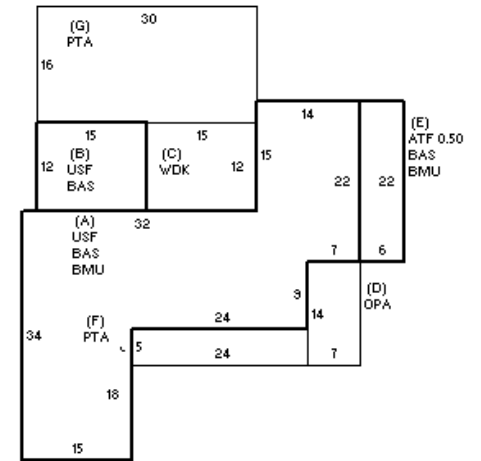 30
(G)
PTA
16
14
(E)
ATF 0.50
BAS
BMU
15
15
(B)
USF
BAS
(C)
WDK
12
12
15
22
22
(A)
USF
BAS
BMU
32
7
6
9
14
(D)
OPA
24
(F)
PTA
34
5
24
7
18
15